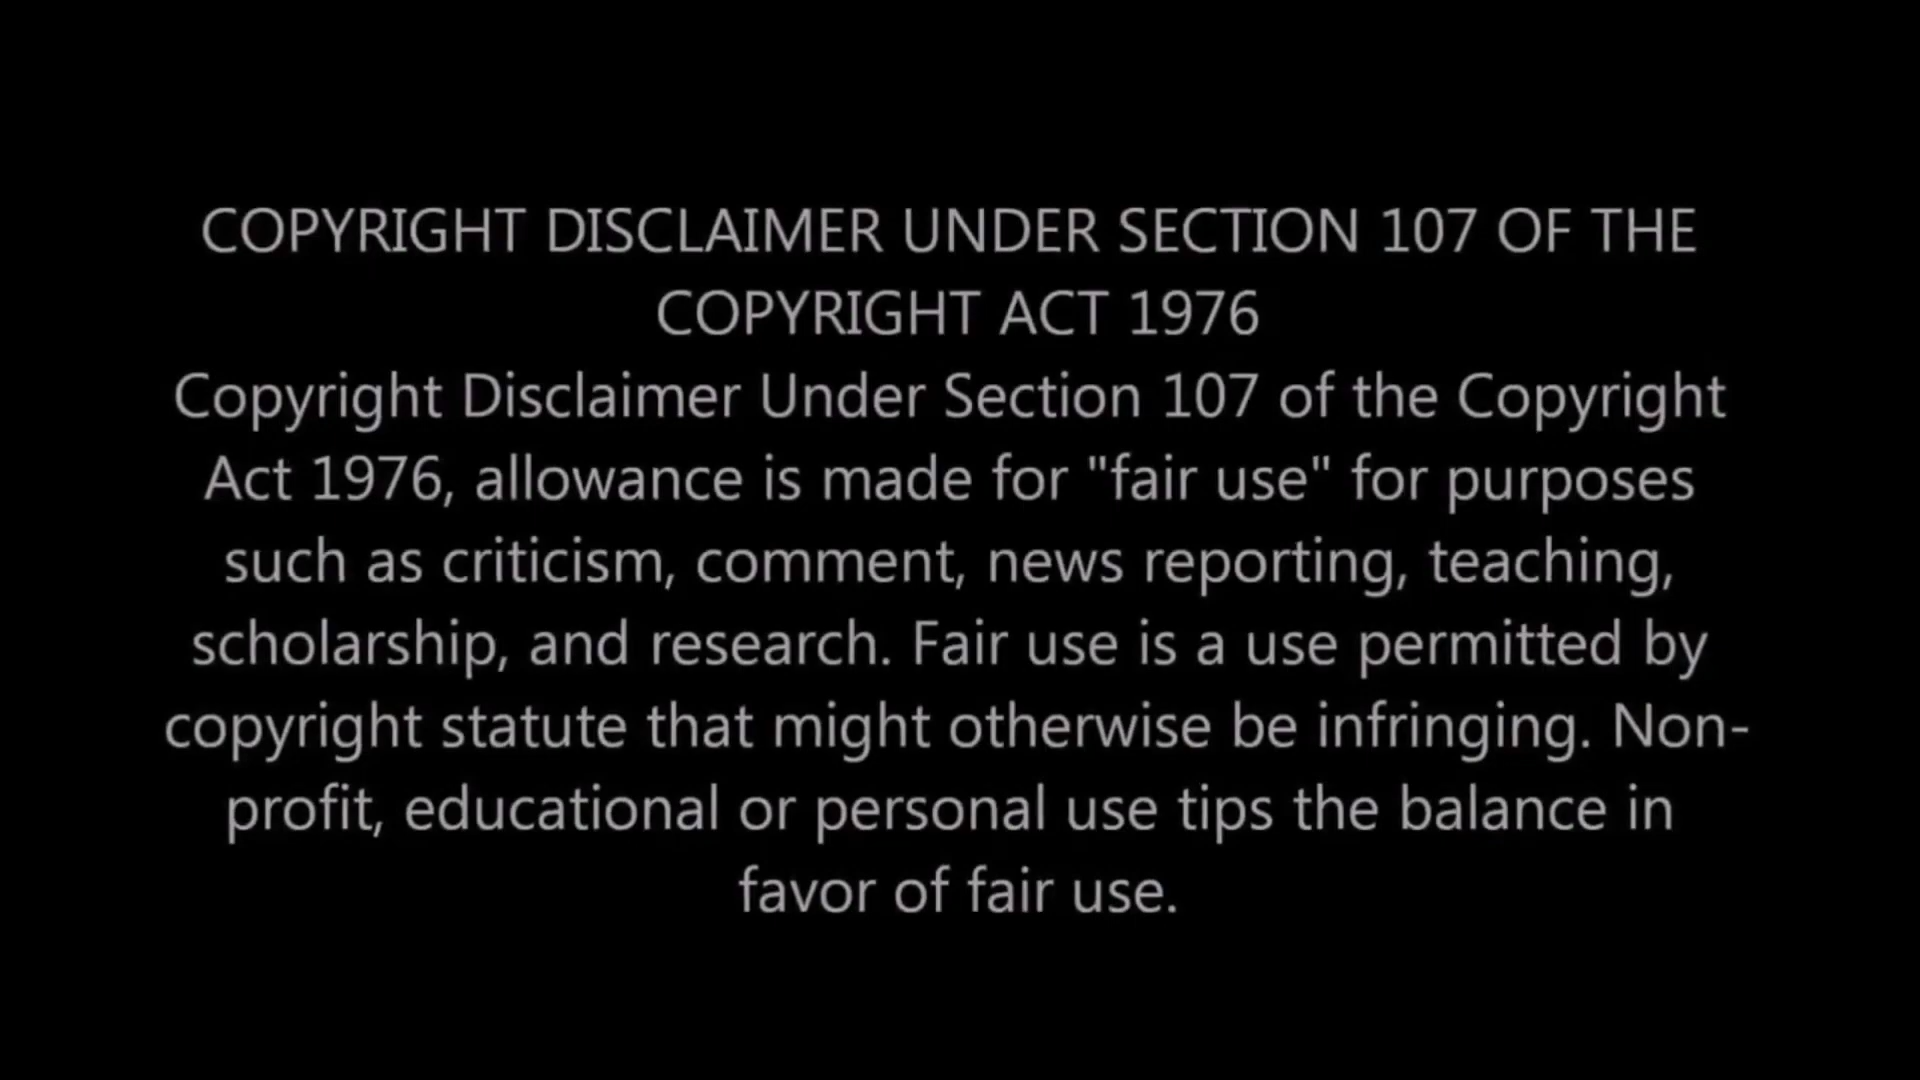 COPYRIGHT DISCLAIMER UNDER SECTION 107 OF THE
COPYRIGHT ACT 1976
Copyright Disclaimer Under Section 107 of the Copyright
Act 1976, allowance is made for "fair use" for purposes
such as criticism, comment, news reporting, teaching,
scholarship, and research. Fair use is a use permitted by
copyright statute that might otherwise be infringing. Non-
profit, educational or personal use tips the balance in
favor of fair use.